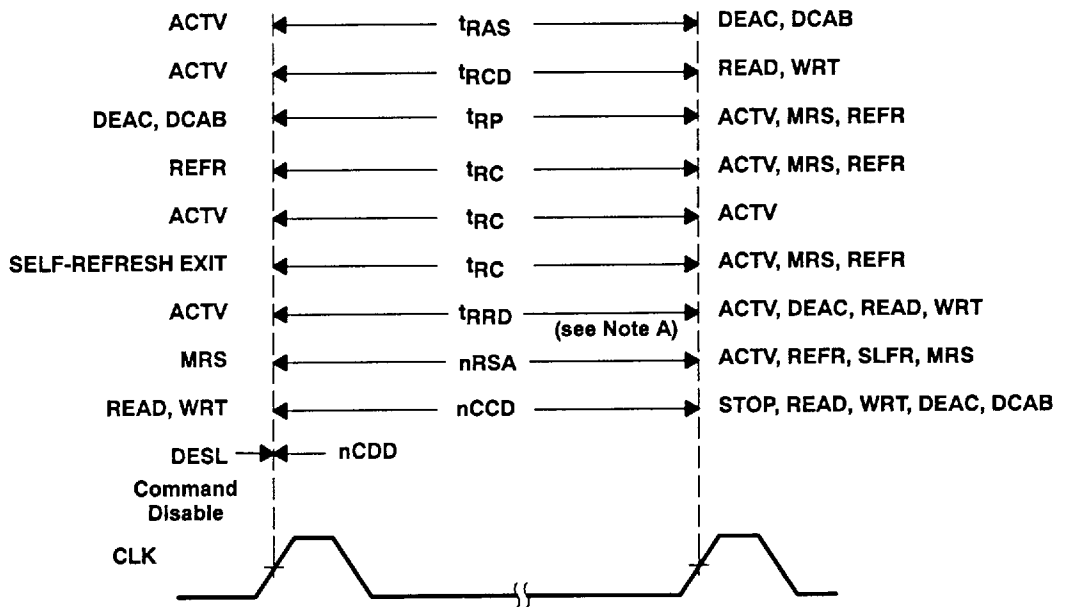 ACTV tRAS DEAC, DCAB
ACTV tRCD READ, WRT
DEAC, DCAB tRP ACTV, MRS, REFR
REFR tRC ACTV, MRS, REFR
ACTV tRC ACTV
SELF-REFRESH EXIT tRC ACTV, MRS, REFR
ACTV tRRD ACTV, DEAC, READ, WRT
(see Note A)
MRS nRSA ACTV, REFR, SLFR, MRS
READ, WRT nCCD STOP, READ, WRT, DEAC, DCAB
DESL nCDD
Command
Disable
CLK